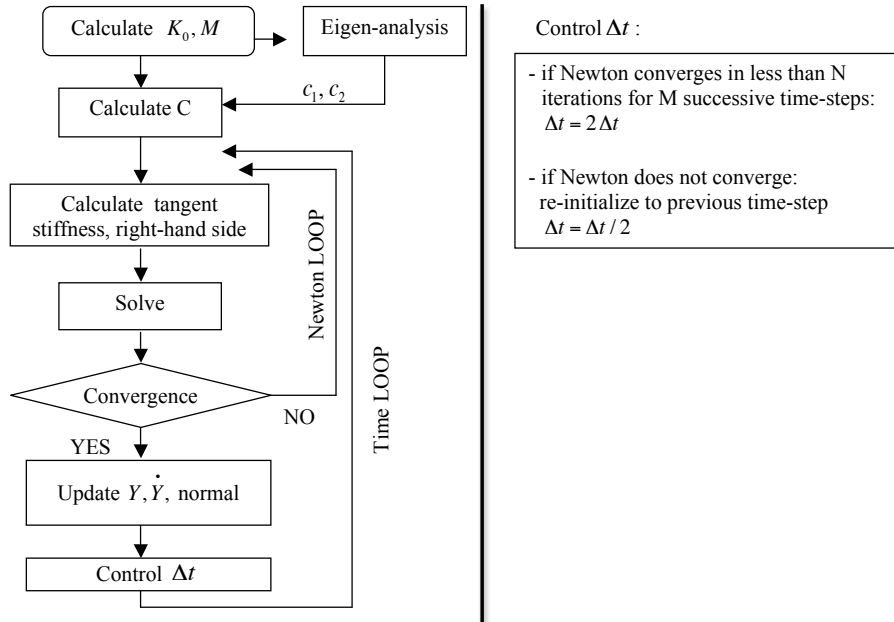 Calculate K₀, M
Eigen-analysis
c₁, c₂
Calculate C
Calculate tangent
stiffness, right-hand side
Solve
Convergence
NO
YES
Newton LOOP
Time LOOP
Update Y, Ẏ, normal
Control Δt
Control Δt :
- if Newton converges in less than N
iterations for M successive time-steps:
Δt = 2 Δt
- if Newton does not converge:
re-initialize to previous time-step
Δt = Δt / 2